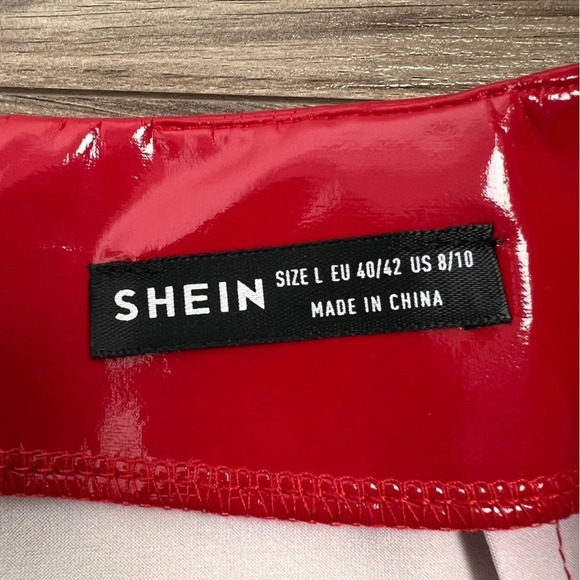 SHEIN
SIZE L EU 40/42 US 8/10
MADE IN CHINA